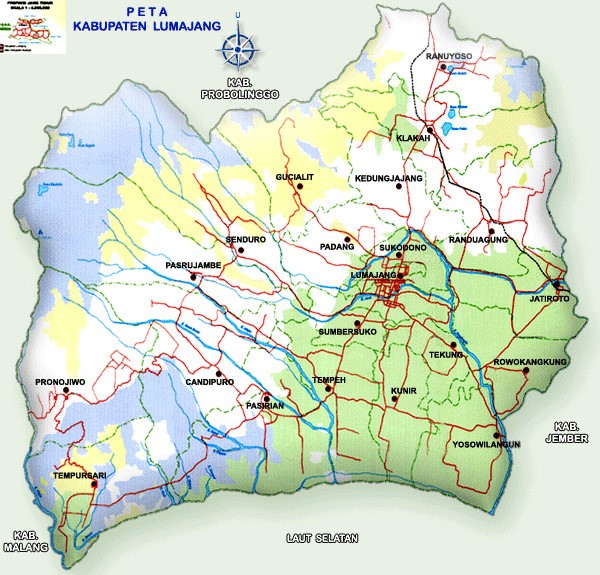 PETA
KABUPATEN LUMAJANG
KAB.
PROBOLINGGO
RANUYOSO
KLAKAH
GUCIALIT
KEDUNGJAJANG
SENDURO
PADANG
SUKODONO
RANDUAGUNG
PASRUJAMBE
LUMAJANG
JATIROTO
SUMBERSUKO
TEKUNG
ROWOKANGKUNG
PRONOJIWO
CANDIPURO
TEMPEH
KUNIR
PASIRIAN
YOSOWILANGUN
KAB.
JEMBER
TEMPURSARI
KAB.
MALANG
LAUT SELATAN